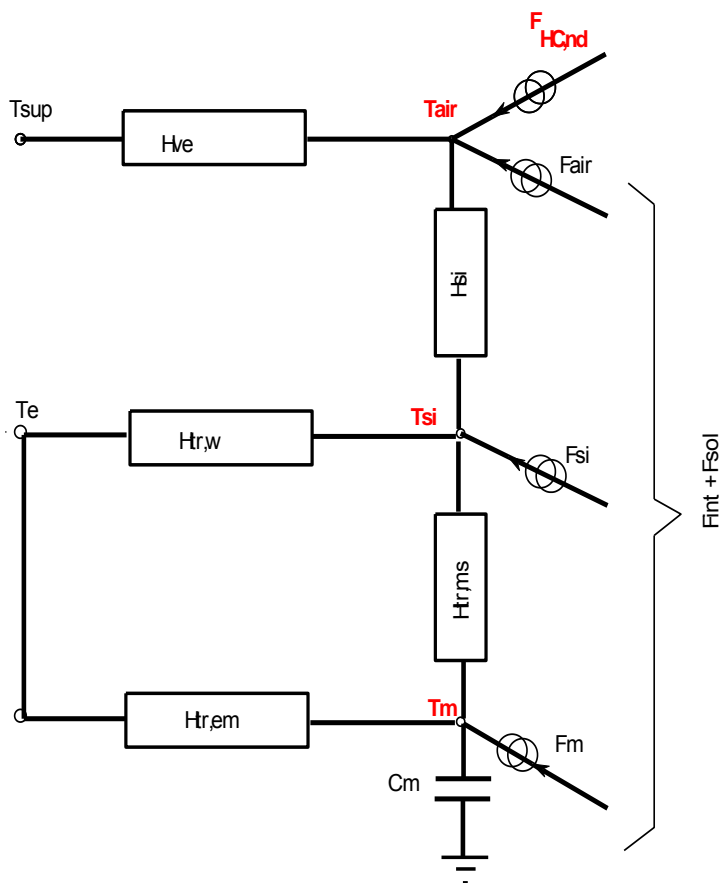 F
HC,nd
Tsup
Tair
Hve
Fair
Hsi
Te
Tsi
Htr,w
Fsi
Fint + Fsol
Htr,ms
Tm
Htr,em
Fm
Cm